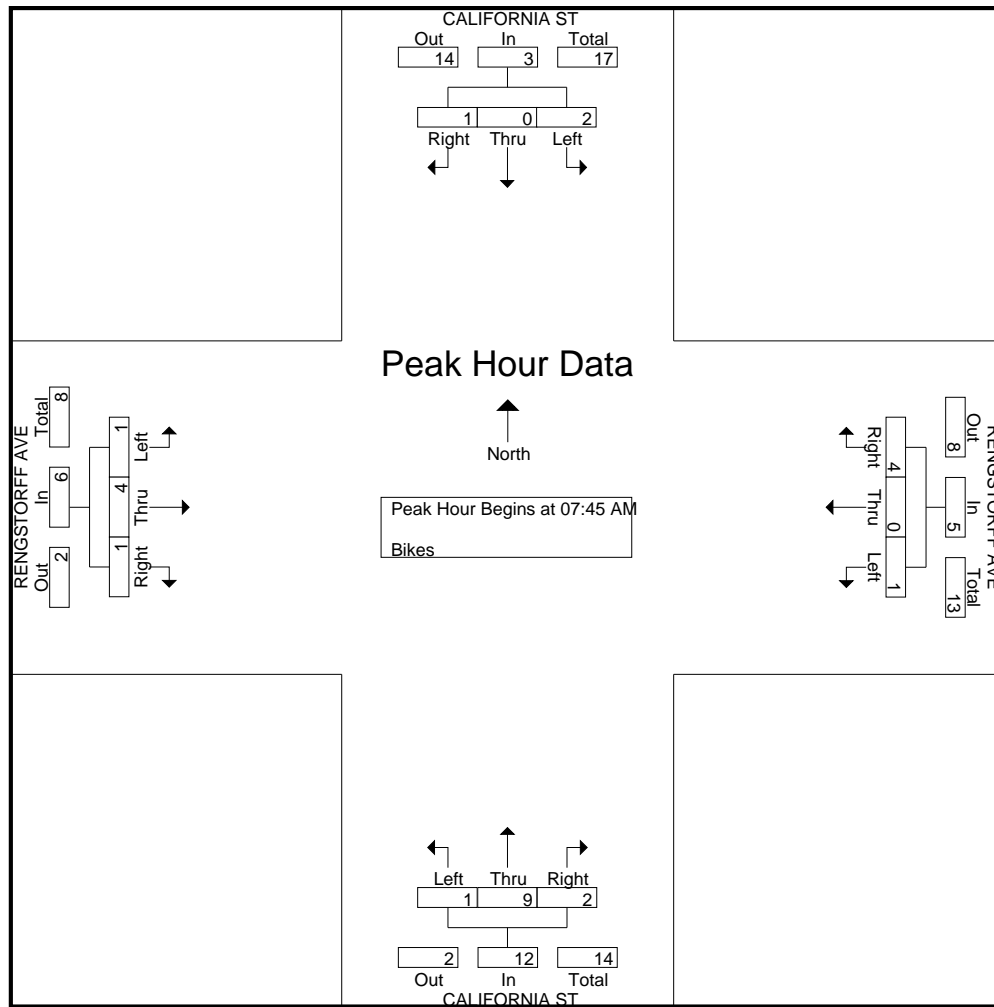 CALIFORNIA ST
Out In Total
14 3 17
1 0 2
Right Thru Left
Peak Hour Data
North
Peak Hour Begins at 07:45 AM
Bikes
RENGSTORFF AVE
Out In Total
2 6 8
1 4 1
Left Thru Right
RENGSTORFF AVE
Out In Total
8 5 13
4 0 1
Right Thru Left
Left Thru Right
1 9 2
2 12 14
Out In Total
CALIFORNIA ST